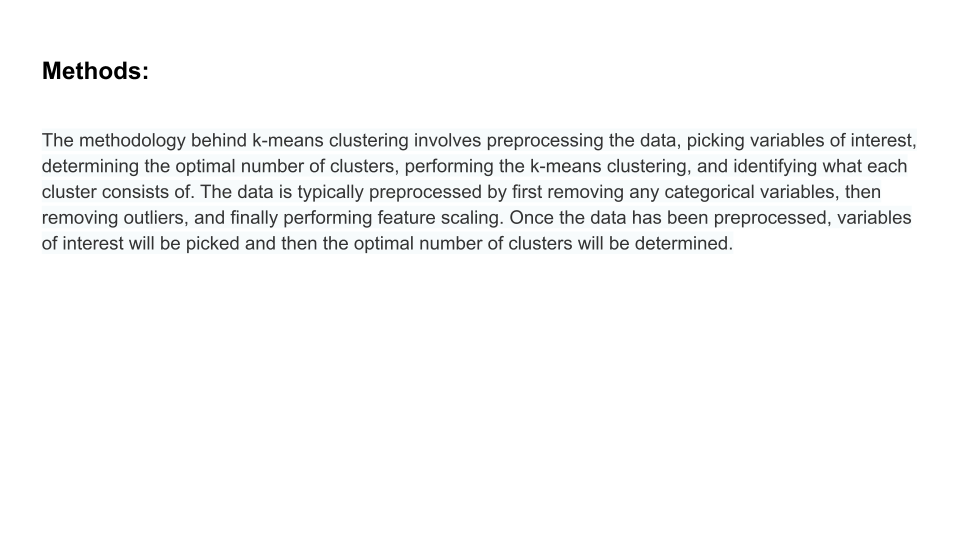 Methods:
The methodology behind k-means clustering involves preprocessing the data, picking variables of interest,
determining the optimal number of clusters, performing the k-means clustering, and identifying what each
cluster consists of. The data is typically preprocessed by first removing any categorical variables, then
removing outliers, and finally performing feature scaling. Once the data has been preprocessed, variables
of interest will be picked and then the optimal number of clusters will be determined.